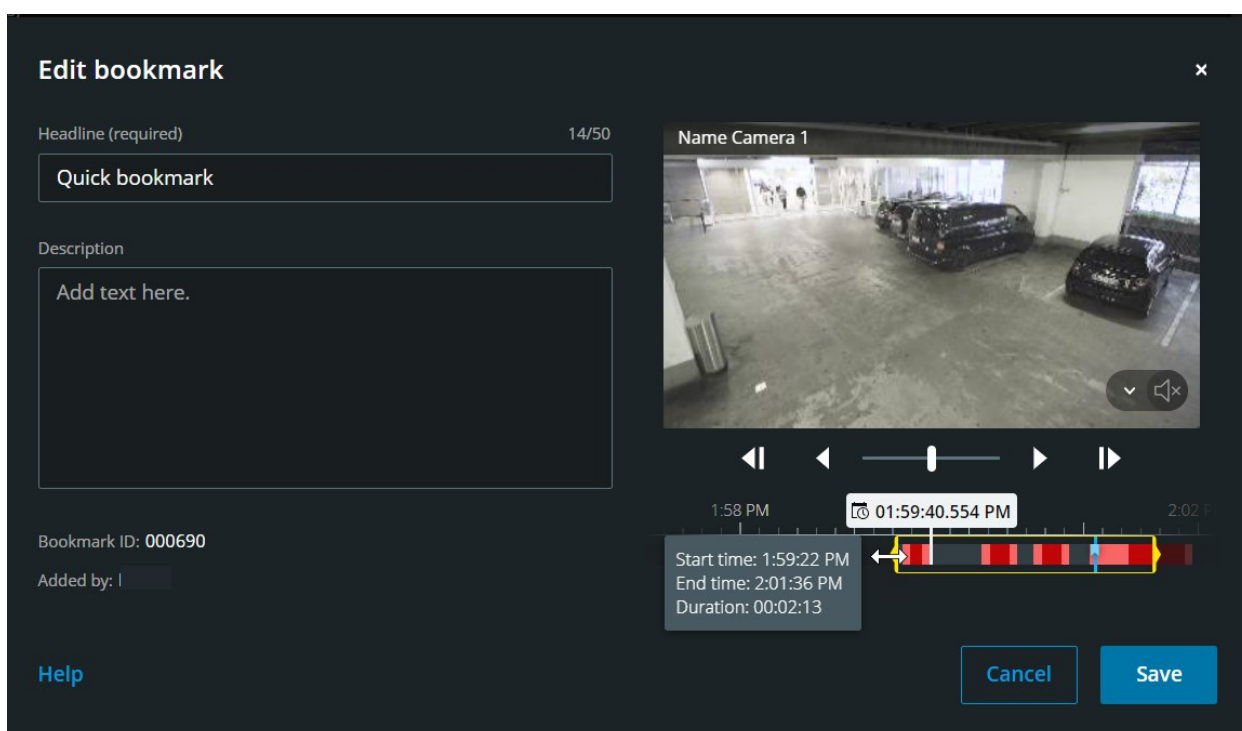 Edit bookmark
Headline (required) 14/50
Quick bookmark
Description
Add text here.
Bookmark ID: 000690
Added by:
Help
Name Camera 1
1:58 PM
01:59:40.554 PM
2:02
Start time: 1:59:22 PM
End time: 2:01:36 PM
Duration: 00:02:13
Cancel
Save